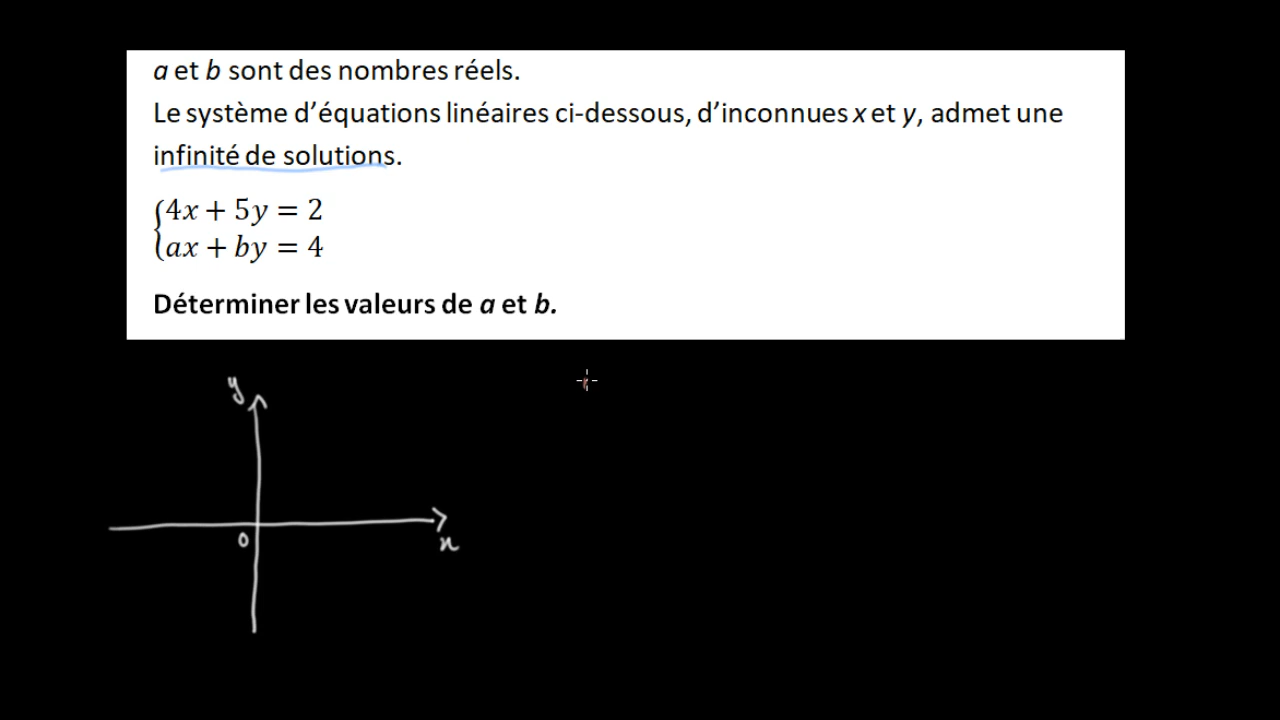 a et b sont des nombres réels.
Le système d’équations linéaires ci-dessous, d’inconnues x et y, admet une
infinité de solutions.
4x + 5y = 2
ax + by = 4
Déterminer les valeurs de a et b.
y
0
x